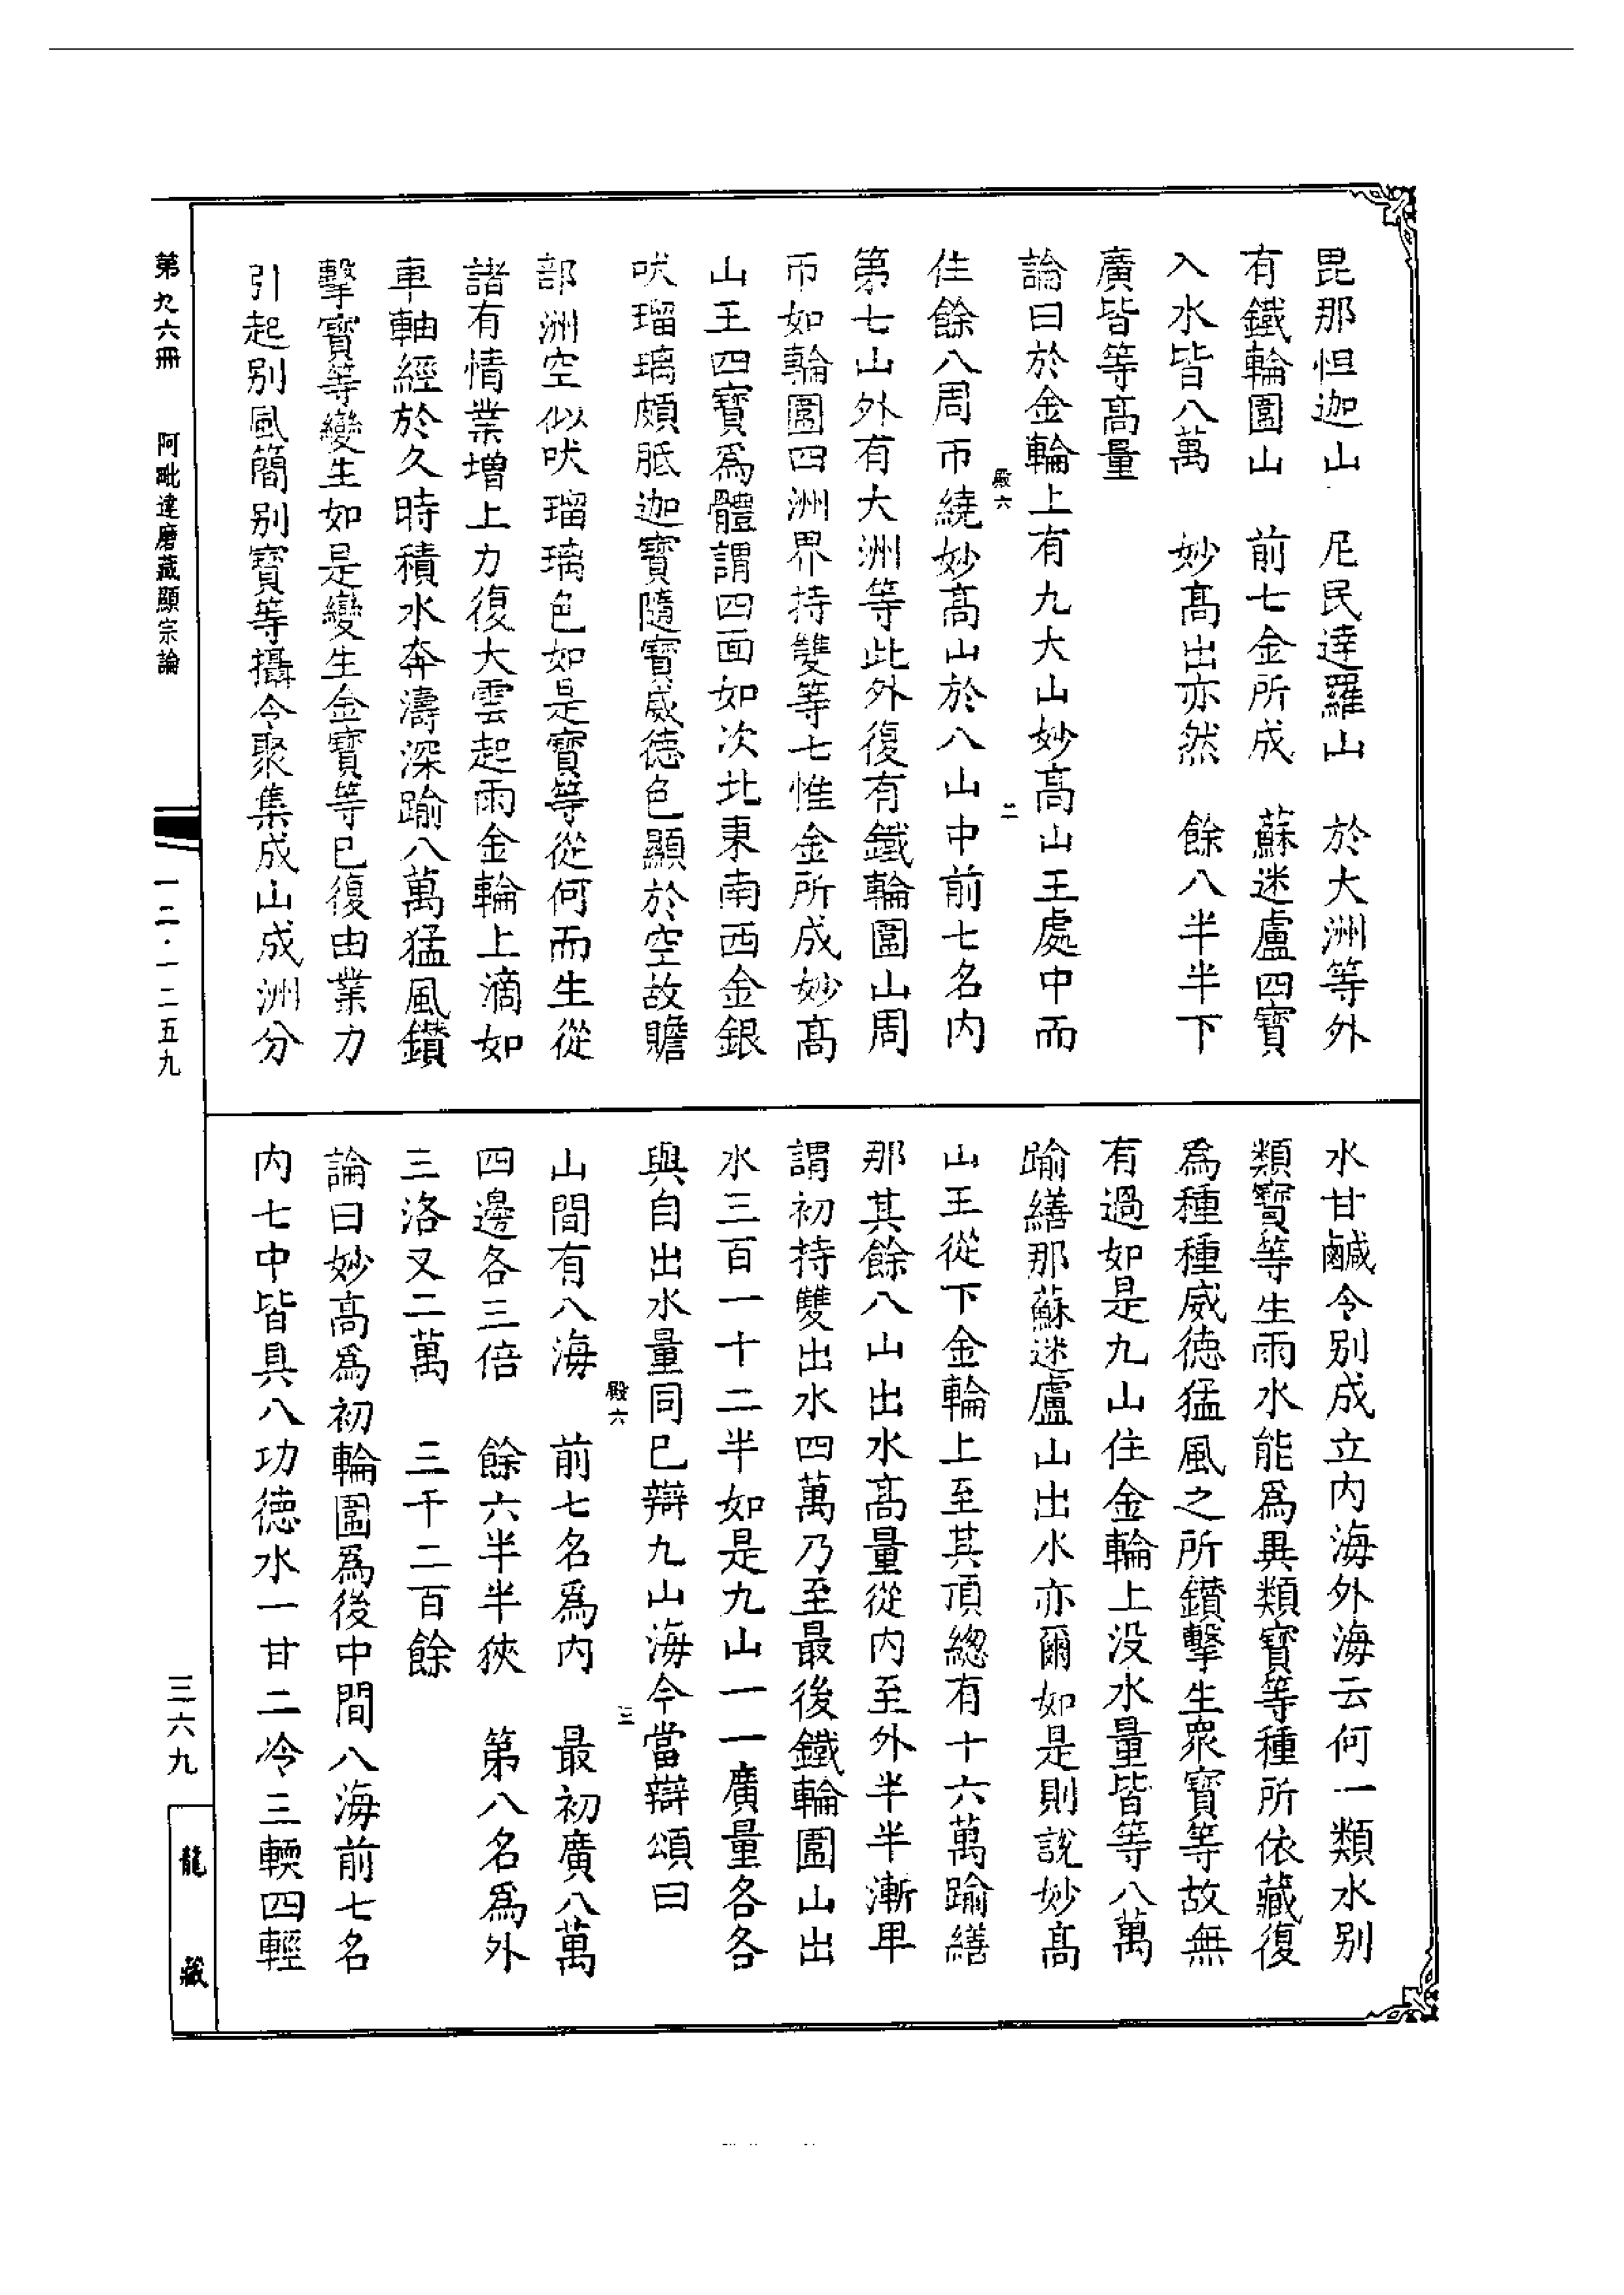 毘那怛迦山　尼民達羅山　於大洲等外
有鐵輪圍山　前七金所成　蘇迷盧四寶
入水皆八萬　妙高出亦然　餘八半半下
廣皆等高量
論曰於金輪上有九大山妙高山王處中而
殿六　二
住餘八周帀繞妙高山於八山中前七名內
第七山外有大洲等此外復有鐵輪圍山周
帀如輪圍四洲界持雙等七惟金所成妙高
山王四寶爲體謂四面如次北東南西金銀
吠瑠璃頗胝迦寶隨寶威德色顯於空故贍
部洲空似吠瑠璃色如是寶等從何而生從
諸有情業增上力復大雲起雨金輪上滴如
車軸經於久時積水奔濤深踰八萬猛風鑽
擊寶等變生如是變生金寶等已復由業力
引起別風簡別寶等攝令聚集成山成洲分
水甘鹹令別成立內海外海云何一類水別
類寶等生雨水能爲異類寶等種所依藏復
爲種種威德猛風之所鑽擊生眾寶等故無
有過如是九山住金輪上没水量皆等八萬
踰繕那蘇迷盧山出水亦爾如是則說妙高
山王從下金輪上至其頂總有十六萬踰繕
那其餘八山出水高量從內至外半半漸卑
謂初持雙出水四萬乃至最後鐵輪圍山出
水三百一十二半如是九山一一廣量各各
與自出水量同已辯九山海今當辯頌曰
殿六　三
山間有八海　前七名爲內　最初廣八萬
四邊各三倍　餘六半半狹　第八名爲外
三洛叉二萬　三千二百餘
論曰妙高爲初輪圍爲後中間八海前七名
內七中皆具八功德水一甘二冷三輭四輕
第九六冊　阿毗達磨藏顯宗論
一二·一二五九
三六九
龍藏